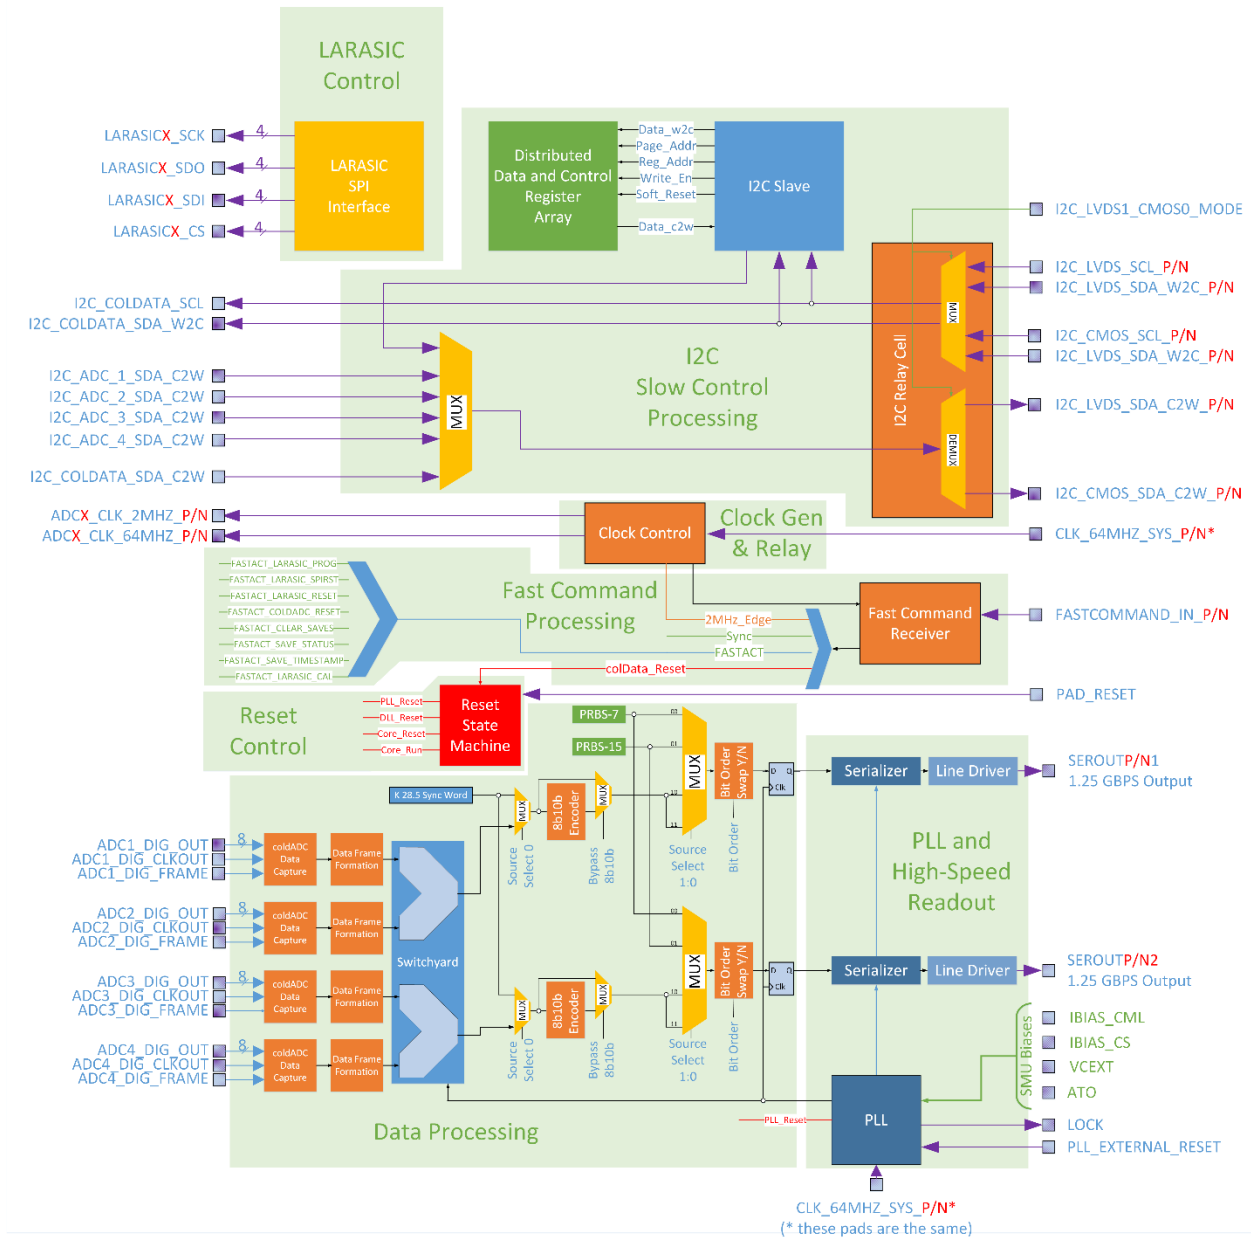 LARASIC
Control
LARASICX_SCK
4
LARASICX_SDO
4
LARASICX_SDI
4
LARASICX_CS
4
LARASIC
SPI
Interface
Distributed
Data and Control
Register
Array
Data_w2c
Page_Addr
Reg_Addr
Write_En
Soft_Reset
Data_c2w
I2C Slave
I2C_LVDS1_CMOS0_MODE
I2C_LVDS_SCL_P/N
I2C_LVDS_SDA_W2C_P/N
I2C_CMOS_SCL_P/N
I2C_LVDS_SDA_W2C_P/N
I2C_LVDS_SDA_C2W_P/N
I2C_CMOS_SDA_C2W_P/N
MUX
DEMUX
I2C Relay Cell
I2C_COLDATA_SCL
I2C_COLDATA_SDA_W2C
I2C_ADC_1_SDA_C2W
I2C_ADC_2_SDA_C2W
I2C_ADC_3_SDA_C2W
I2C_ADC_4_SDA_C2W
I2C_COLDATA_SDA_C2W
MUX
I2C
Slow Control
Processing
ADCX_CLK_2MHZ_P/N
ADCX_CLK_64MHZ_P/N
Clock Control
Clock Gen
& Relay
CLK_64MHZ_SYS_P/N*
FASTACT_LARASIC_PROG
FASTACT_LARASIC_SPIRST
FASTACT_LARASIC_RESET
FASTACT_COLDADC_RESET
FASTACT_CLEAR_SAVES
FASTACT_SAVE_STATUS
FASTACT_SAVE_TIMESTAMP
FASTACT_LARASIC_CAL
Fast Command
Processing
2MHz_Edge
Sync
FASTACT
colData_Reset
Fast Command
Receiver
FASTCOMMAND_IN_P/N
Reset
Control
PLL_Reset
DLL_Reset
Core_Reset
Core_Run
Reset
State
Machine
PAD_RESET
PRBS-7
PRBS-15
00
01
10
11
MUX
Bit Order
Swap Y/N
D
Q
Clk
K 28.5 Sync Word
MUX
8b10b
Encoder
MUX
Source
Select 0
Bypass
8b10b
Source
Select
1:0
Bit Order
Serializer
Line Driver
SEROUTP/N1
1.25 GBPS Output
PLL and
High-Speed
Readout
ADC1_DIG_OUT
8
ADC1_DIG_CLKOUT
ADC1_DIG_FRAME
coldADC
Data
Capture
Data Frame
Formation
ADC2_DIG_OUT
8
ADC2_DIG_CLKOUT
ADC2_DIG_FRAME
coldADC
Data
Capture
Data Frame
Formation
Switchyard
ADC3_DIG_OUT
8
ADC3_DIG_CLKOUT
ADC3_DIG_FRAME
coldADC
Data
Capture
Data Frame
Formation
ADC4_DIG_OUT
8
ADC4_DIG_CLKOUT
ADC4_DIG_FRAME
coldADC
Data
Capture
Data Frame
Formation
MUX
8b10b
Encoder
MUX
Source
Select 0
Bypass
8b10b
00
01
10
11
MUX
Source
Select
1:0
Bit Order
Swap Y/N
Bit Order
D
Q
Clk
Serializer
Line Driver
SEROUTP/N2
1.25 GBPS Output
SMU Biases
IBIAS_CML
IBIAS_CS
VCEXT
ATO
LOCK
PLL_EXTERNAL_RESET
PLL_Reset
PLL
Data Processing
CLK_64MHZ_SYS_P/N*
(* these pads are the same)